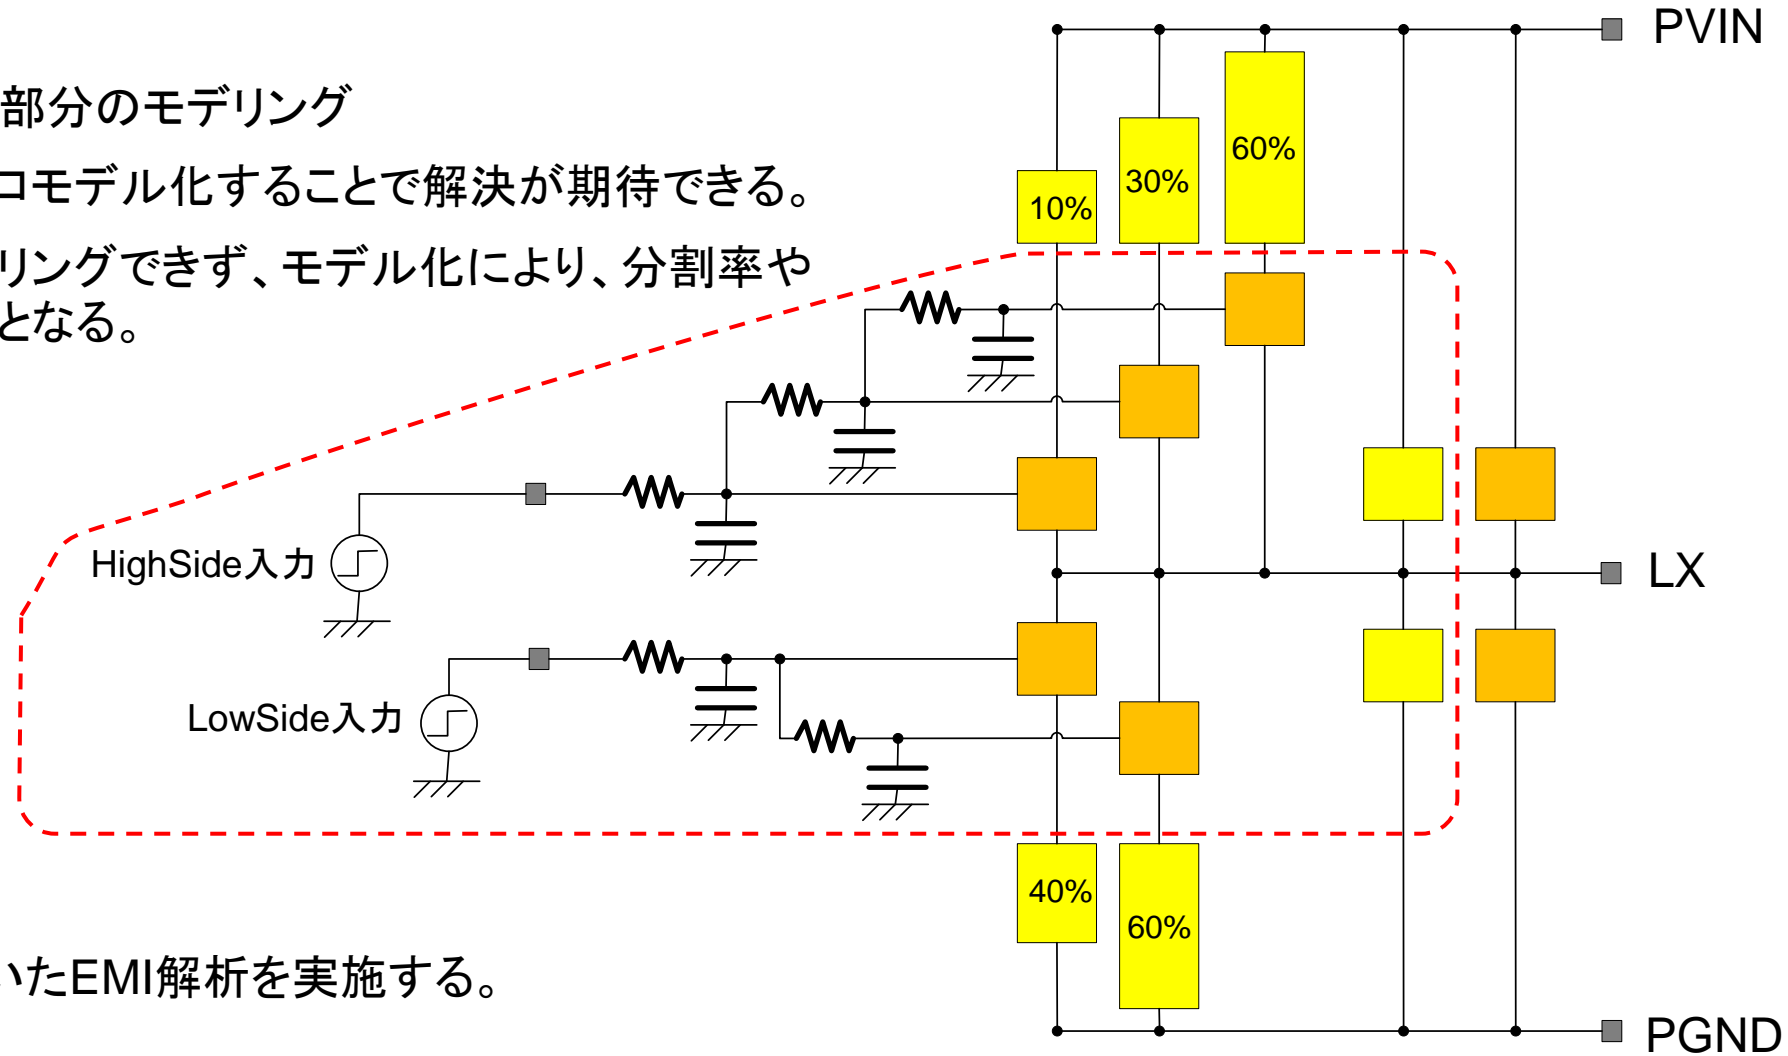 PVIN
部分のモデリング
コモデル化することで解決が期待できる。
60%
30%
10%
リングできず、モデル化により、分割率や
となる。
HighSide入力
LX
LowSide入力
40%
60%
いたEMI解析を実施する。
PGND